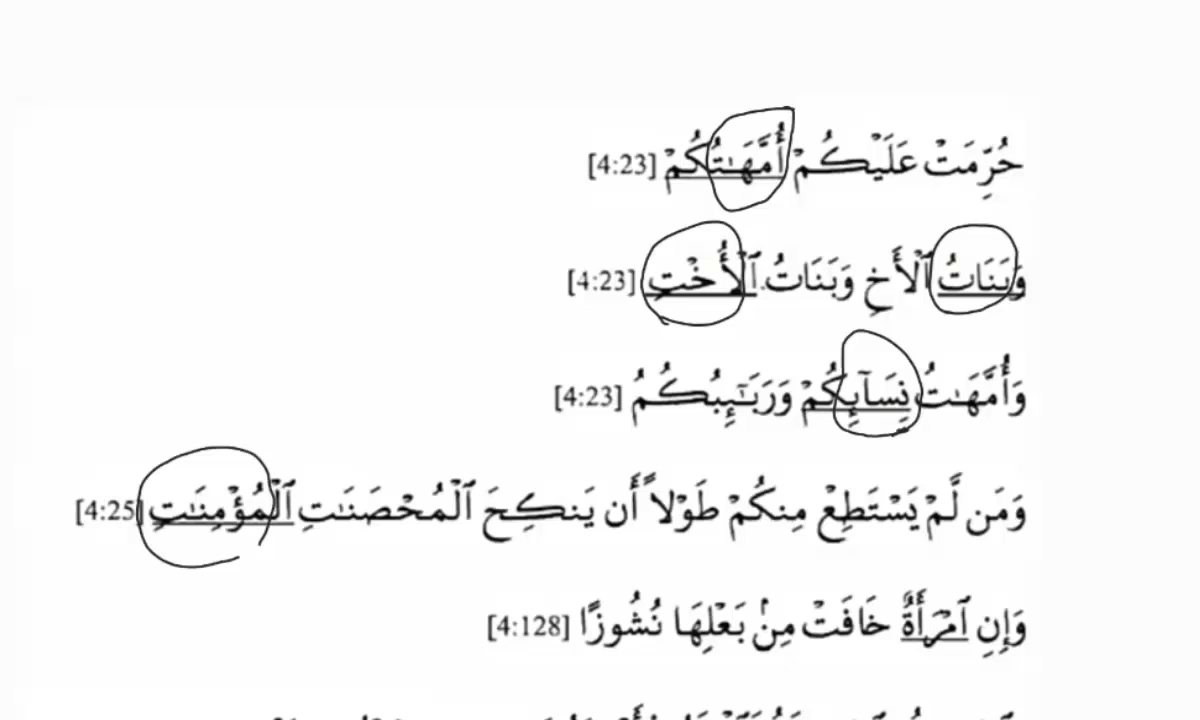 حُرِّمَتْ عَلَيْكُمْ أُمَّهَـٰتُكُمْ [4:23]
وَبَنَاتُ ٱلْأَخِ وَبَنَاتُ ٱلْأُخْتِ [4:23]
وَأُمَّهَـٰتُ نِسَآئِكُمْ وَرَبَـٰٓئِبُكُمُ [4:23]
وَمَن لَّمْ يَسْتَطِعْ مِنكُمْ طَوْلاً أَن يَنكِحَ ٱلْمُحْصَنَـٰتِ ٱلْمُؤْمِنَـٰتِ [4:25]
وَإِنِ ٱمْرَأَةٌ خَافَتْ مِنۢ بَعْلِهَا نُشُوزًا [4:128]